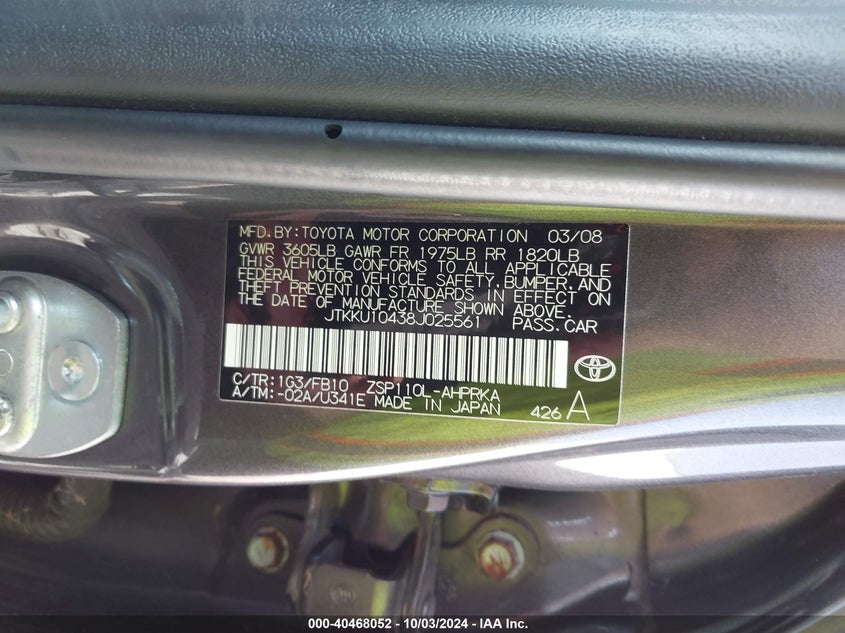 MFD.BY:TOYOTA MOTOR CORPORATION 03/08
GVWR 3605LB GAWR FR 1975LB RR 1820LB
THIS VEHICLE CONFORMS TO ALL APPLICABLE
FEDERAL MOTOR VEHICLE SAFETY, BUMPER, AND
THEFT PREVENTION STANDARDS IN EFFECT ON
THE DATE OF MANUFACTURE SHOWN ABOVE.
JTKKU10438J025561 PASS.CAR
C/TR:1G3/FB10 ZSP110L-AHPRKA
A/TM:-02A/U341E MADE IN JAPAN
426 A
000-40468052 - 10/03/2024 - IAA Inc.